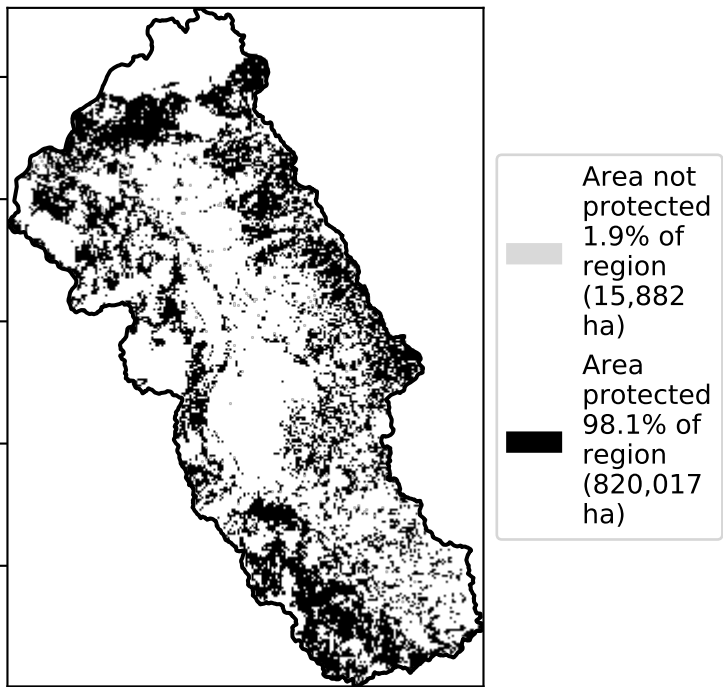 Area not
protected
1.9% of
region
(15,882
ha)
Area
protected
98.1% of
region
(820,017
ha)